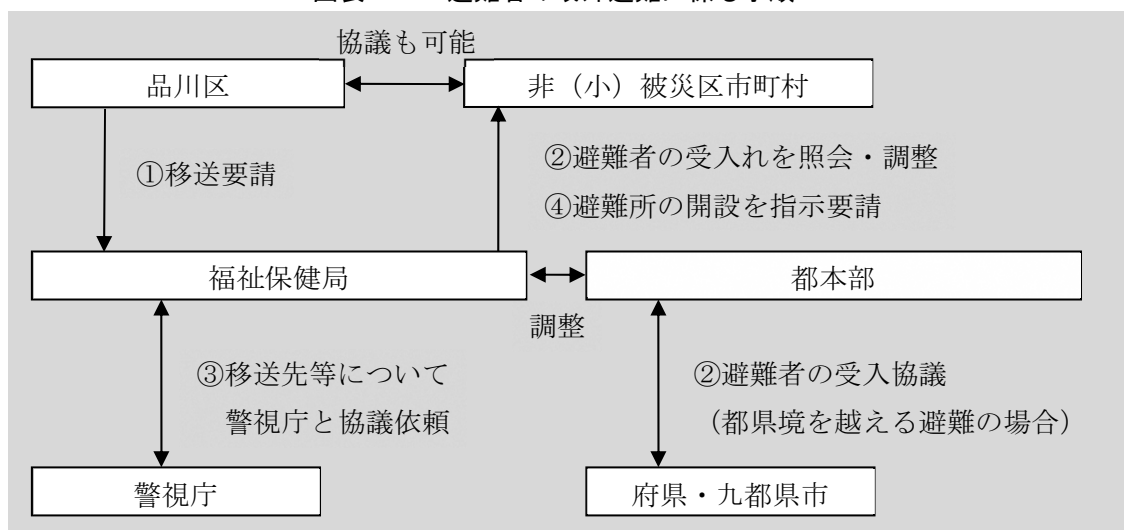 協議も可能
品川区
非（小）被災区市町村
①移送要請
②避難者の受入れを照会・調整
④避難所の開設を指示要請
福祉保健局
都本部
調整
③移送先等について
警視庁と協議依頼
②避難者の受入協議
（都県境を越える避難の場合）
警視庁
府県・九都県市